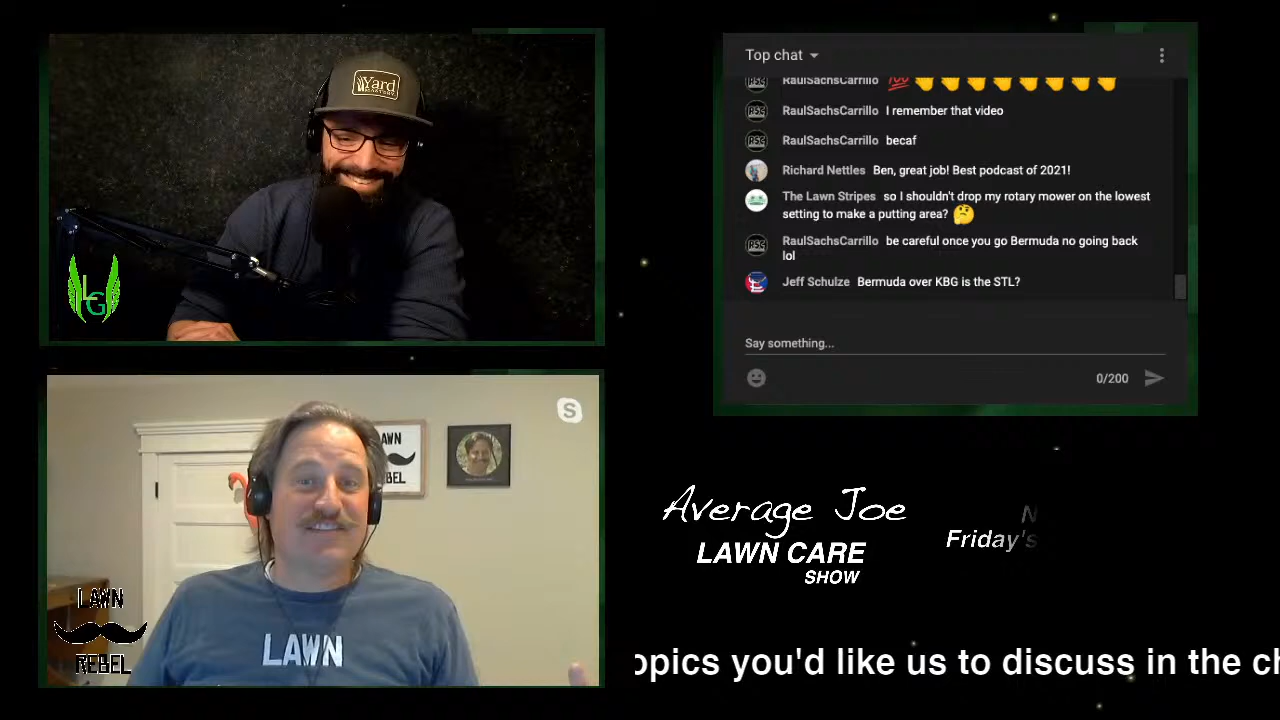 Yard
LG
Top chat
RaulSachsCarrillo
RaulSachsCarrillo I remember that video
RaulSachsCarrillo becaf
Richard Nettles Ben, great job! Best podcast of 2021!
The Lawn Stripes so I shouldn't drop my rotary mower on the lowest
setting to make a putting area?
RaulSachsCarrillo be careful once you go Bermuda no going back
lol
Jeff Schulze Bermuda over KBG is the STL?
Say something...
0/200
S
AWN
EBEL
LAWN
LAWN
REBEL
Average Joe
LAWN CARE
SHOW
N
Friday's
opics you'd like us to discuss in the ch